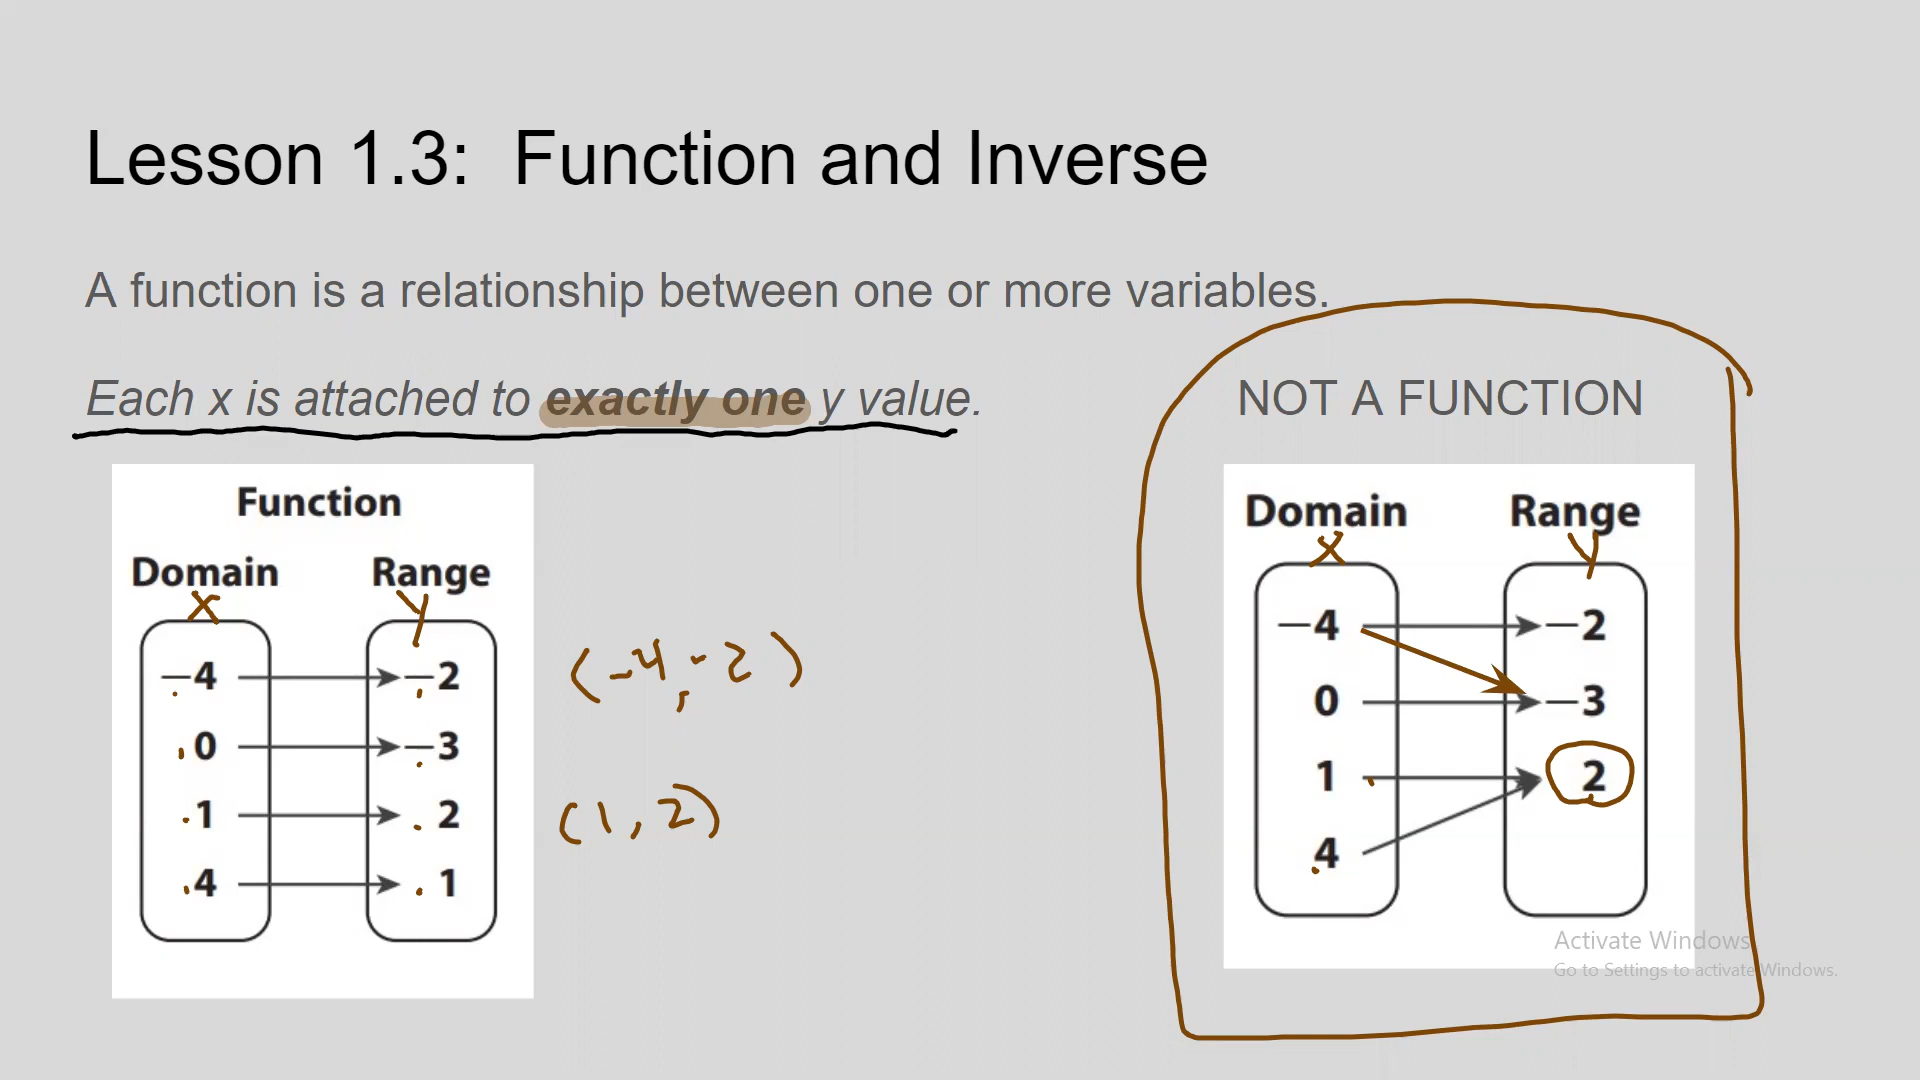 Lesson 1.3: Function and Inverse
A function is a relationship between one or more variables.
Each x is attached to exactly one y value.
NOT A FUNCTION
Function
Domain Range
x y
-4 -2
0 -3
1 2
4 1
(-4, -2)
(1, 2)
Domain Range
x y
-4 -2
0 -3
1 2
4
Activate Windows
Go to Settings to activate Windows.